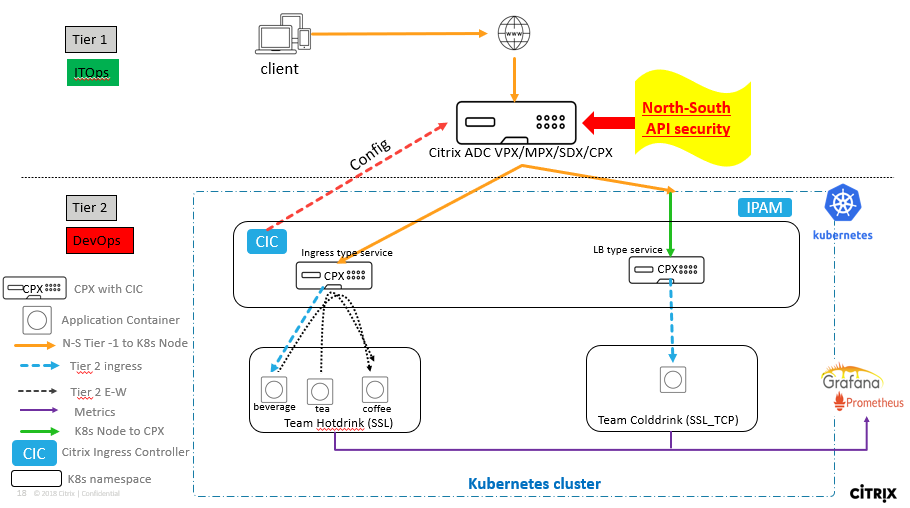 Tier 1
ITOps
client
www
North-South
API security
Citrix ADC VPX/MPX/SDX/CPX
Config
Tier 2
DevOps
IPAM
kubernetes
CIC
Ingress type service
LB type service
CPX
CPX
CPX
CPX with CIC
Application Container
N-S Tier -1 to K8s Node
Tier 2 ingress
Tier 2 E-W
Metrics
K8s Node to CPX
CIC
Citrix Ingress Controller
K8s namespace
beverage
tea
coffee
Team Hotdrink (SSL)
Team Colddrink (SSL_TCP)
Grafana
Prometheus
Kubernetes cluster
18 © 2018 Citrix | Confidential
CITRIX